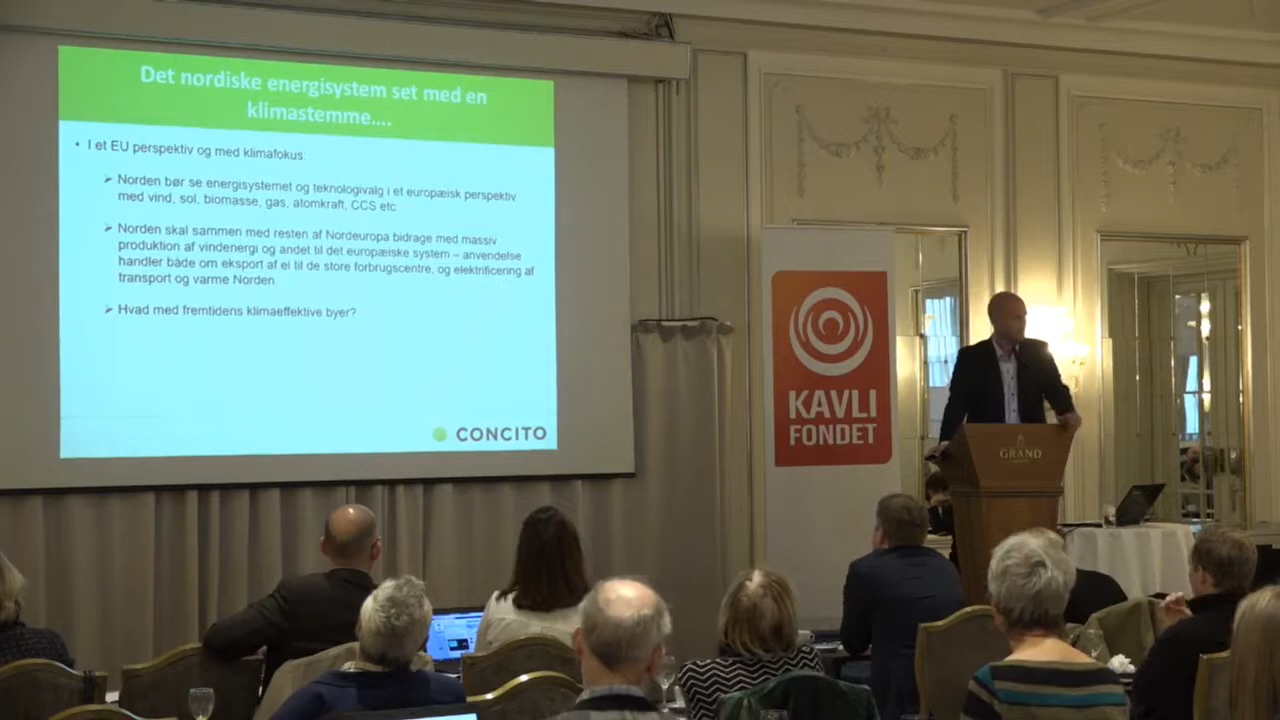 Det nordiske energisystem set med en
klimastemme....
• I et EU perspektiv og med klimafokus:
➢ Norden bør se energisystemet og teknologivalg i et europæisk perspektiv
med vind, sol, biomasse, gas, atomkraft, CCS etc.
➢ Norden skal sammen med resten af Nordeuropa bidrage med massiv
produktion af vindenergi og andet til det europæiske system – anvendelse
handler både om eksport af el til de store forbrugscentre, og elektrificering af
transport og varme Norden.
➢ Hvad med fremtidens klimaeffektive byer?
CONCITO
KAVLI
FONDET
GRAND